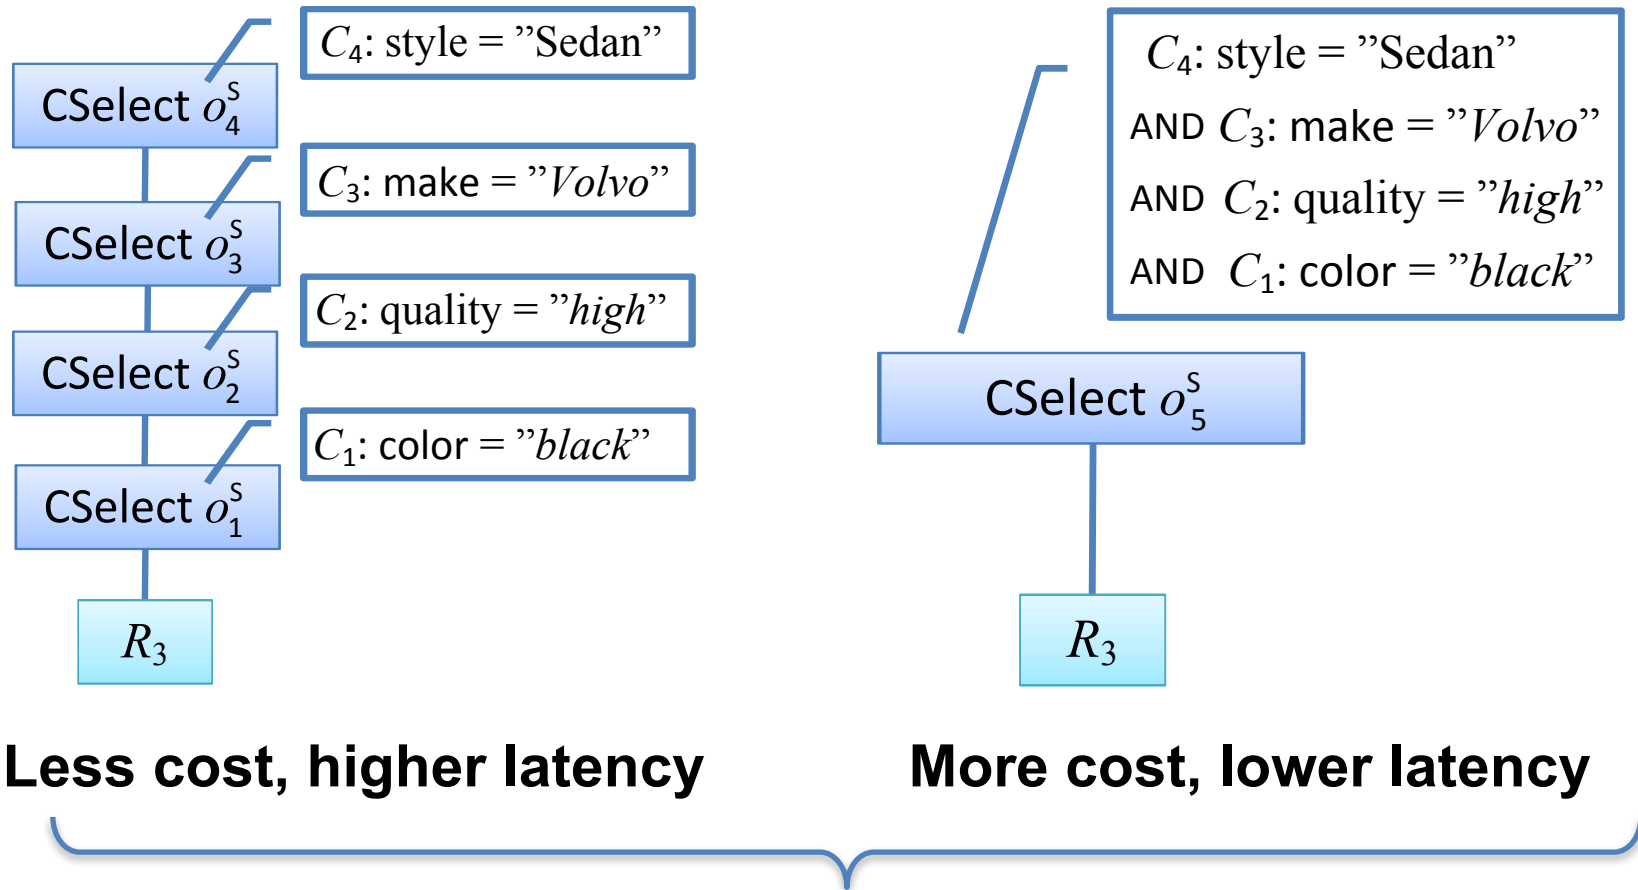 C₄: style = ”Sedan”
CSelect o₄ˢ
C₃: make = ”Volvo”
CSelect o₃ˢ
C₂: quality = ”high”
CSelect o₂ˢ
C₁: color = ”black”
CSelect o₁ˢ
R₃
Less cost, higher latency
C₄: style = ”Sedan”
AND C₃: make = ”Volvo”
AND C₂: quality = ”high”
AND C₁: color = ”black”
CSelect o₅ˢ
R₃
More cost, lower latency